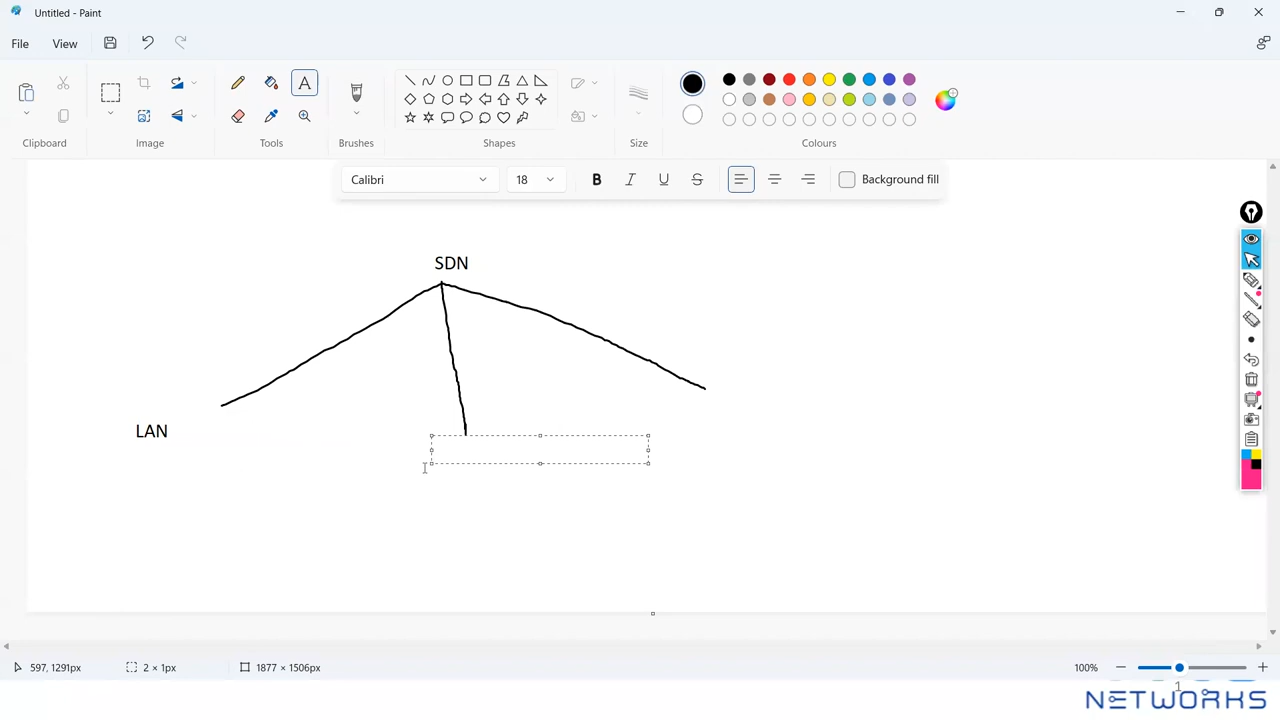 Untitled - Paint
File
View
Clipboard
Image
Tools
Brushes
Shapes
Size
Colours
Calibri
18
B
I
U
S
Background fill
SDN
LAN
597, 1291px
2 × 1px
1877 × 1506px
100%
1
NETWORKS